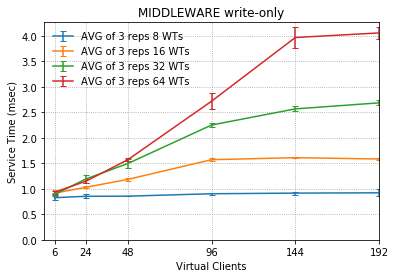 MIDDLEWARE write-only
AVG of 3 reps 8 WTs
AVG of 3 reps 16 WTs
AVG of 3 reps 32 WTs
AVG of 3 reps 64 WTs
Service Time (msec)
4.0
3.5
3.0
2.5
2.0
1.5
1.0
0.5
0.0
6 24 48 96 144 192
Virtual Clients